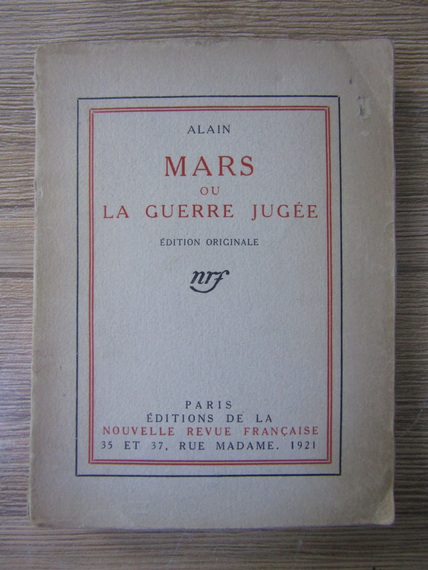 ALAIN
MARS
OU
LA GUERRE JUGÉE
ÉDITION ORIGINALE
nrf
PARIS
ÉDITIONS DE LA
NOUVELLE REVUE FRANÇAISE
35 ET 37, RUE MADAME. 1921